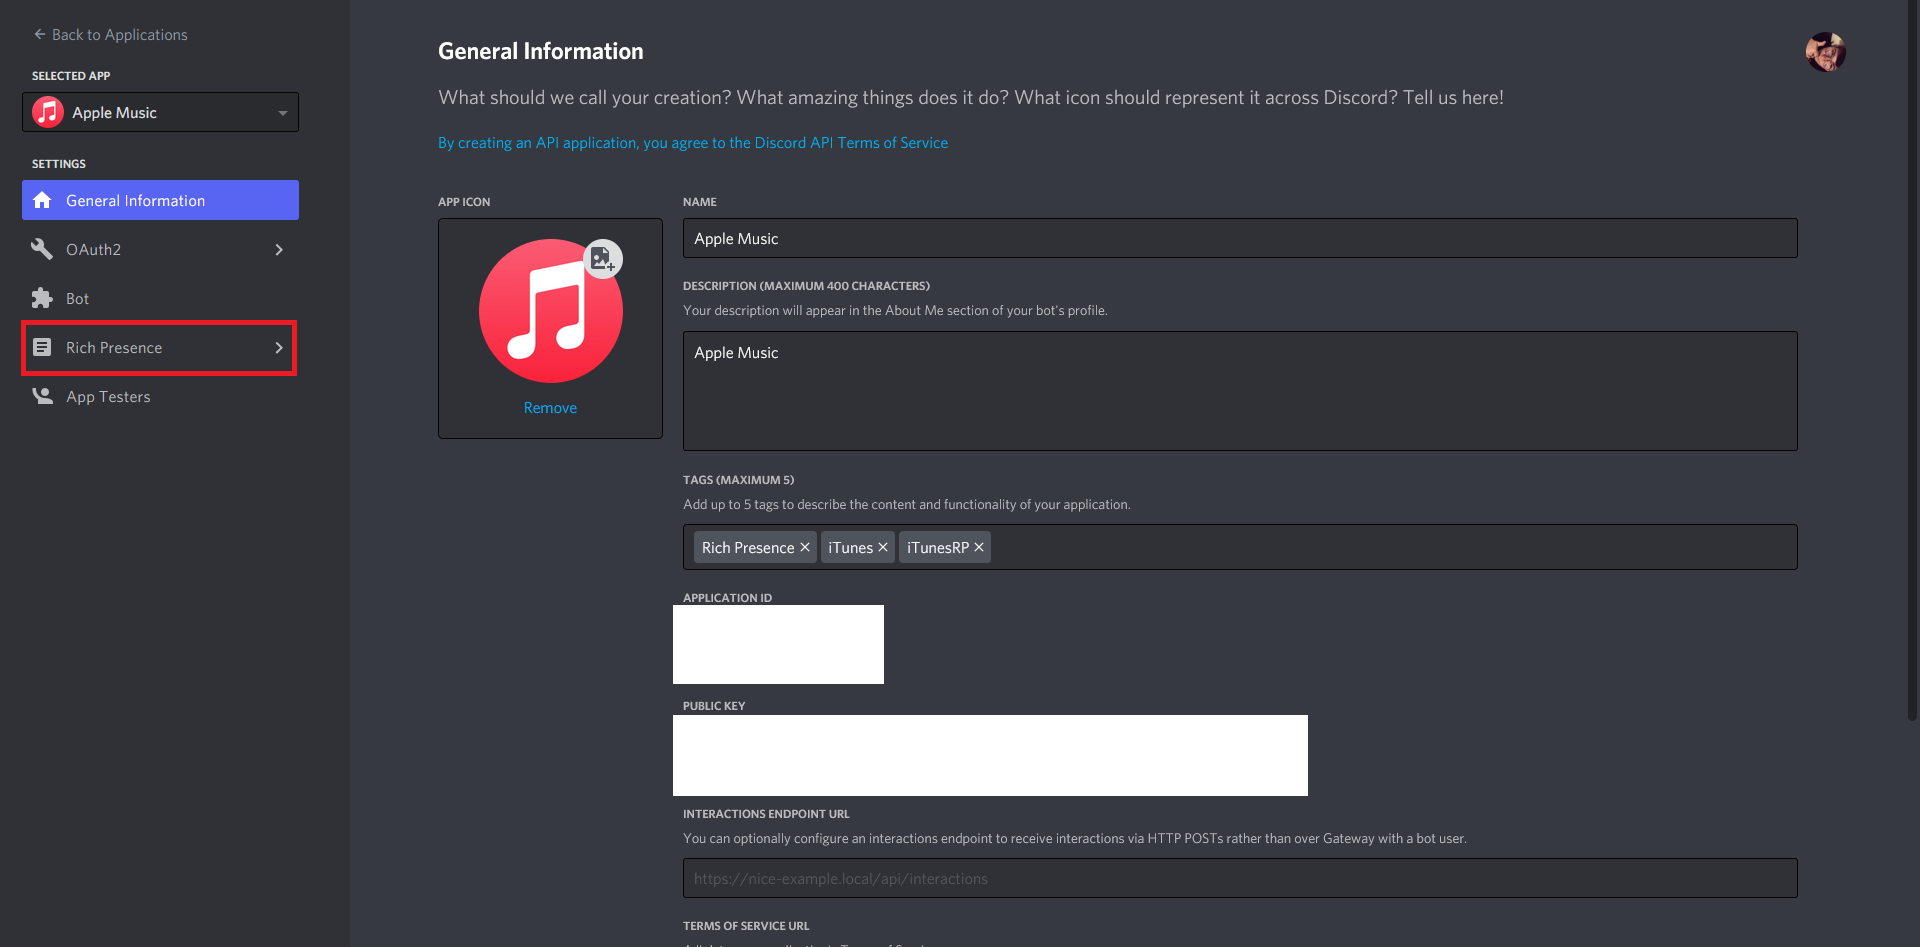 Back to Applications
SELECTED APP
Apple Music
SETTINGS
General Information
OAuth2
Bot
Rich Presence
App Testers
General Information
What should we call your creation? What amazing things does it do? What icon should represent it across Discord? Tell us here!
By creating an API application, you agree to the Discord API Terms of Service
APP ICON
Remove
NAME
Apple Music
DESCRIPTION (MAXIMUM 400 CHARACTERS)
Your description will appear in the About Me section of your bot's profile.
Apple Music
TAGS (MAXIMUM 5)
Add up to 5 tags to describe the content and functionality of your application.
Rich Presence × iTunes × iTunesRP ×
APPLICATION ID
PUBLIC KEY
INTERACTIONS ENDPOINT URL
You can optionally configure an interactions endpoint to receive interactions via HTTP POSTs rather than over Gateway with a bot user.
https://nice-example.local/api/interactions
TERMS OF SERVICE URL